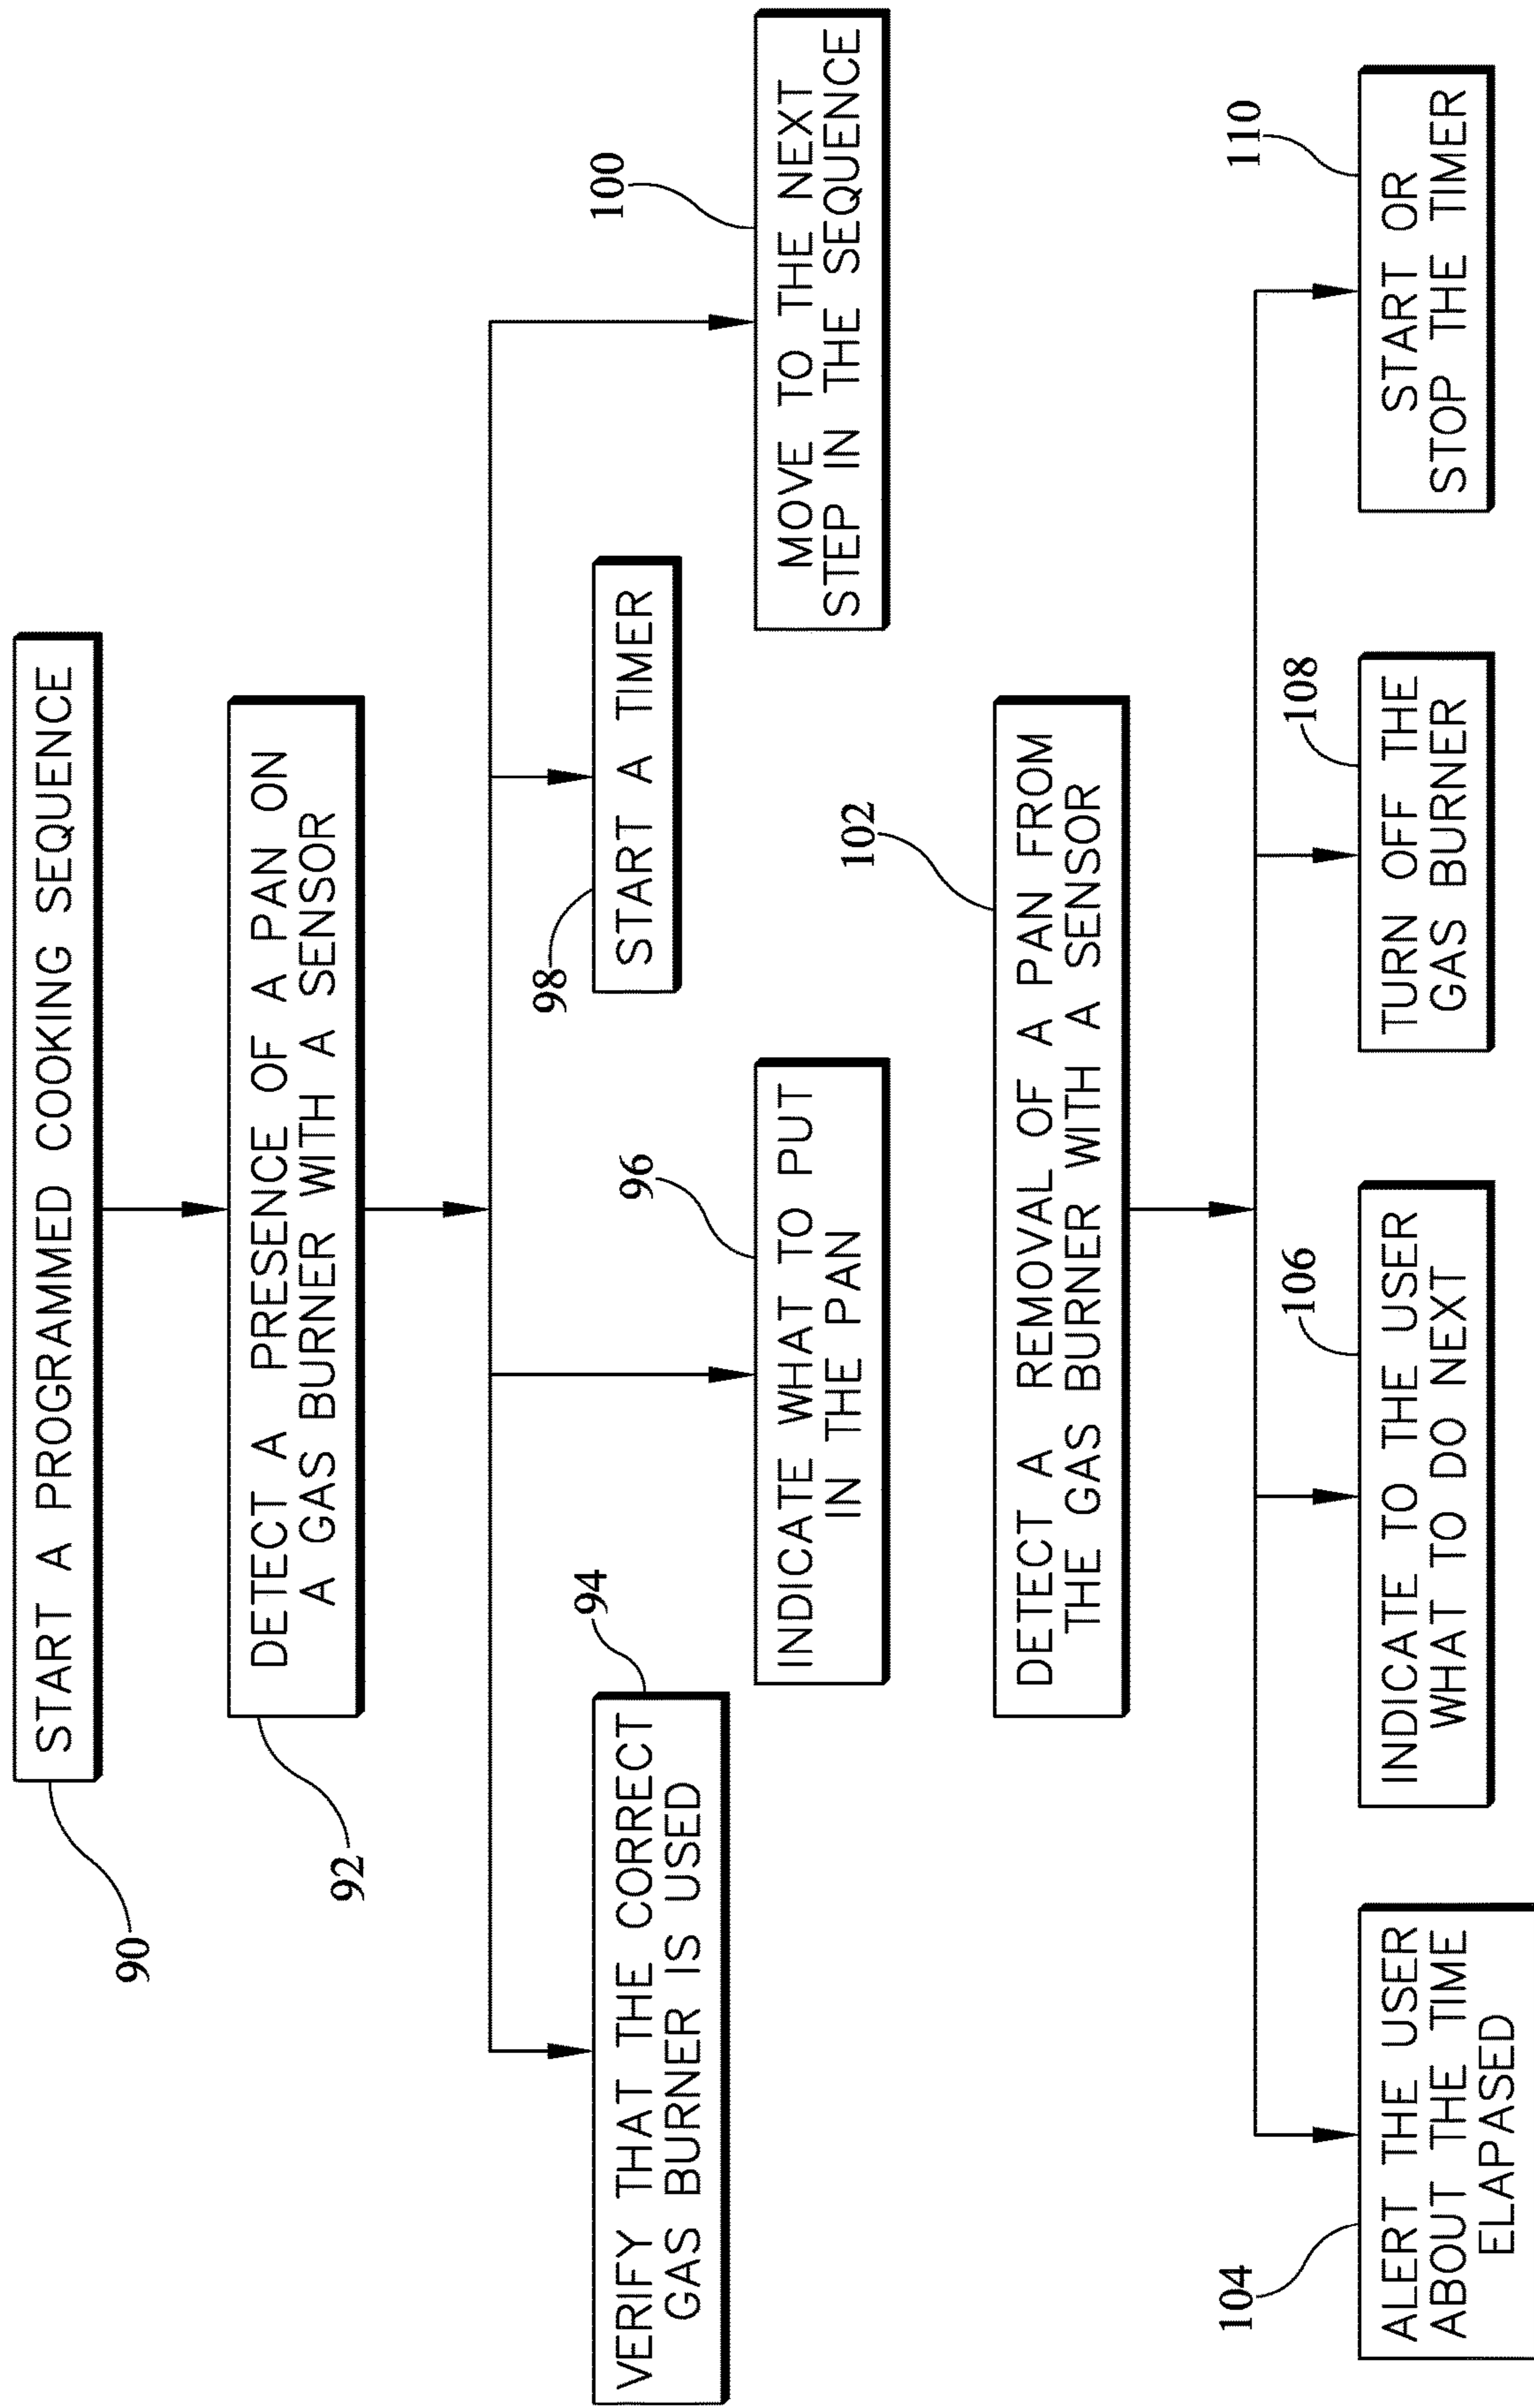 START A PROGRAMMED COOKING SEQUENCE
90
DETECT A PRESENCE OF A PAN ON
A GAS BURNER WITH A SENSOR
92
94
VERIFY THAT THE CORRECT
GAS BURNER IS USED
96
INDICATE WHAT TO PUT
IN THE PAN
98
START A TIMER
100
MOVE TO THE NEXT
STEP IN THE SEQUENCE
102
DETECT A REMOVAL OF A PAN FROM
THE GAS BURNER WITH A SENSOR
104
ALERT THE USER
ABOUT THE TIME
ELAPASED
106
INDICATE TO THE USER
WHAT TO DO NEXT
108
TURN OFF THE
GAS BURNER
110
START OR
STOP THE TIMER